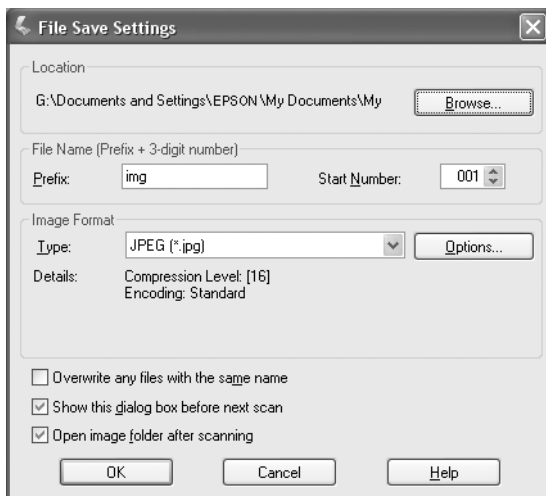 File Save Settings
Location
G:\Documents and Settings\EPSON\My Documents\My
Browse...
File Name (Prefix + 3-digit number)
Prefix: img Start Number: 001
Image Format
Type: JPEG (*.jpg) Options...
Details: Compression Level: [16]
Encoding: Standard
Overwrite any files with the same name
Show this dialog box before next scan
Open image folder after scanning
OK Cancel Help